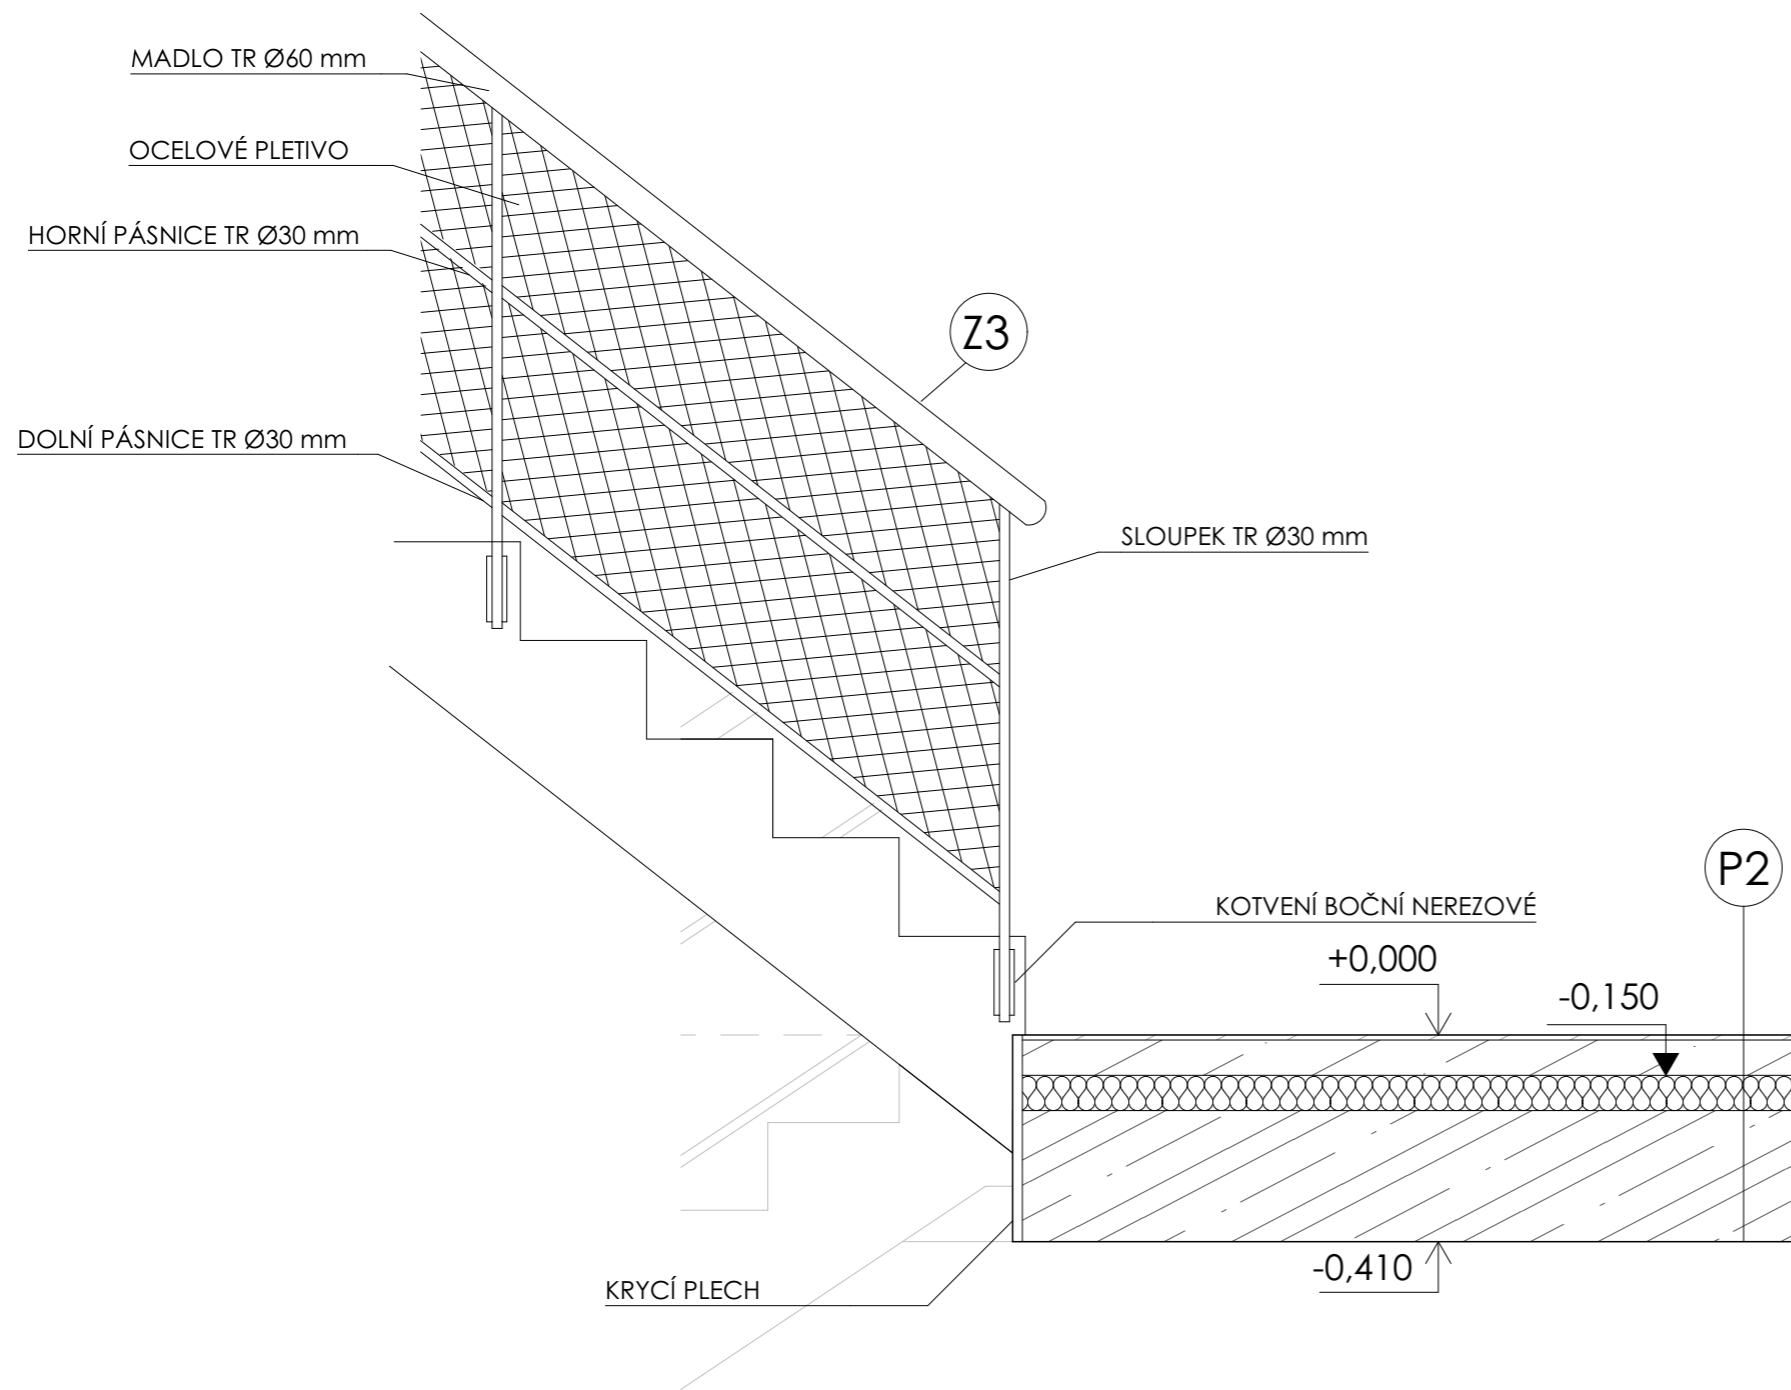 MADLO TR Ø60 mm
OCELOVÉ PLETIVO
HORNÍ PÁSNICE TR Ø30 mm
Z3
DOLNÍ PÁSNICE TR Ø30 mm
SLOUPEK TR Ø30 mm
P2
KOTVENÍ BOČNÍ NEREZOVÉ
+0,000
-0,150
-0,410
KRYCÍ PLECH